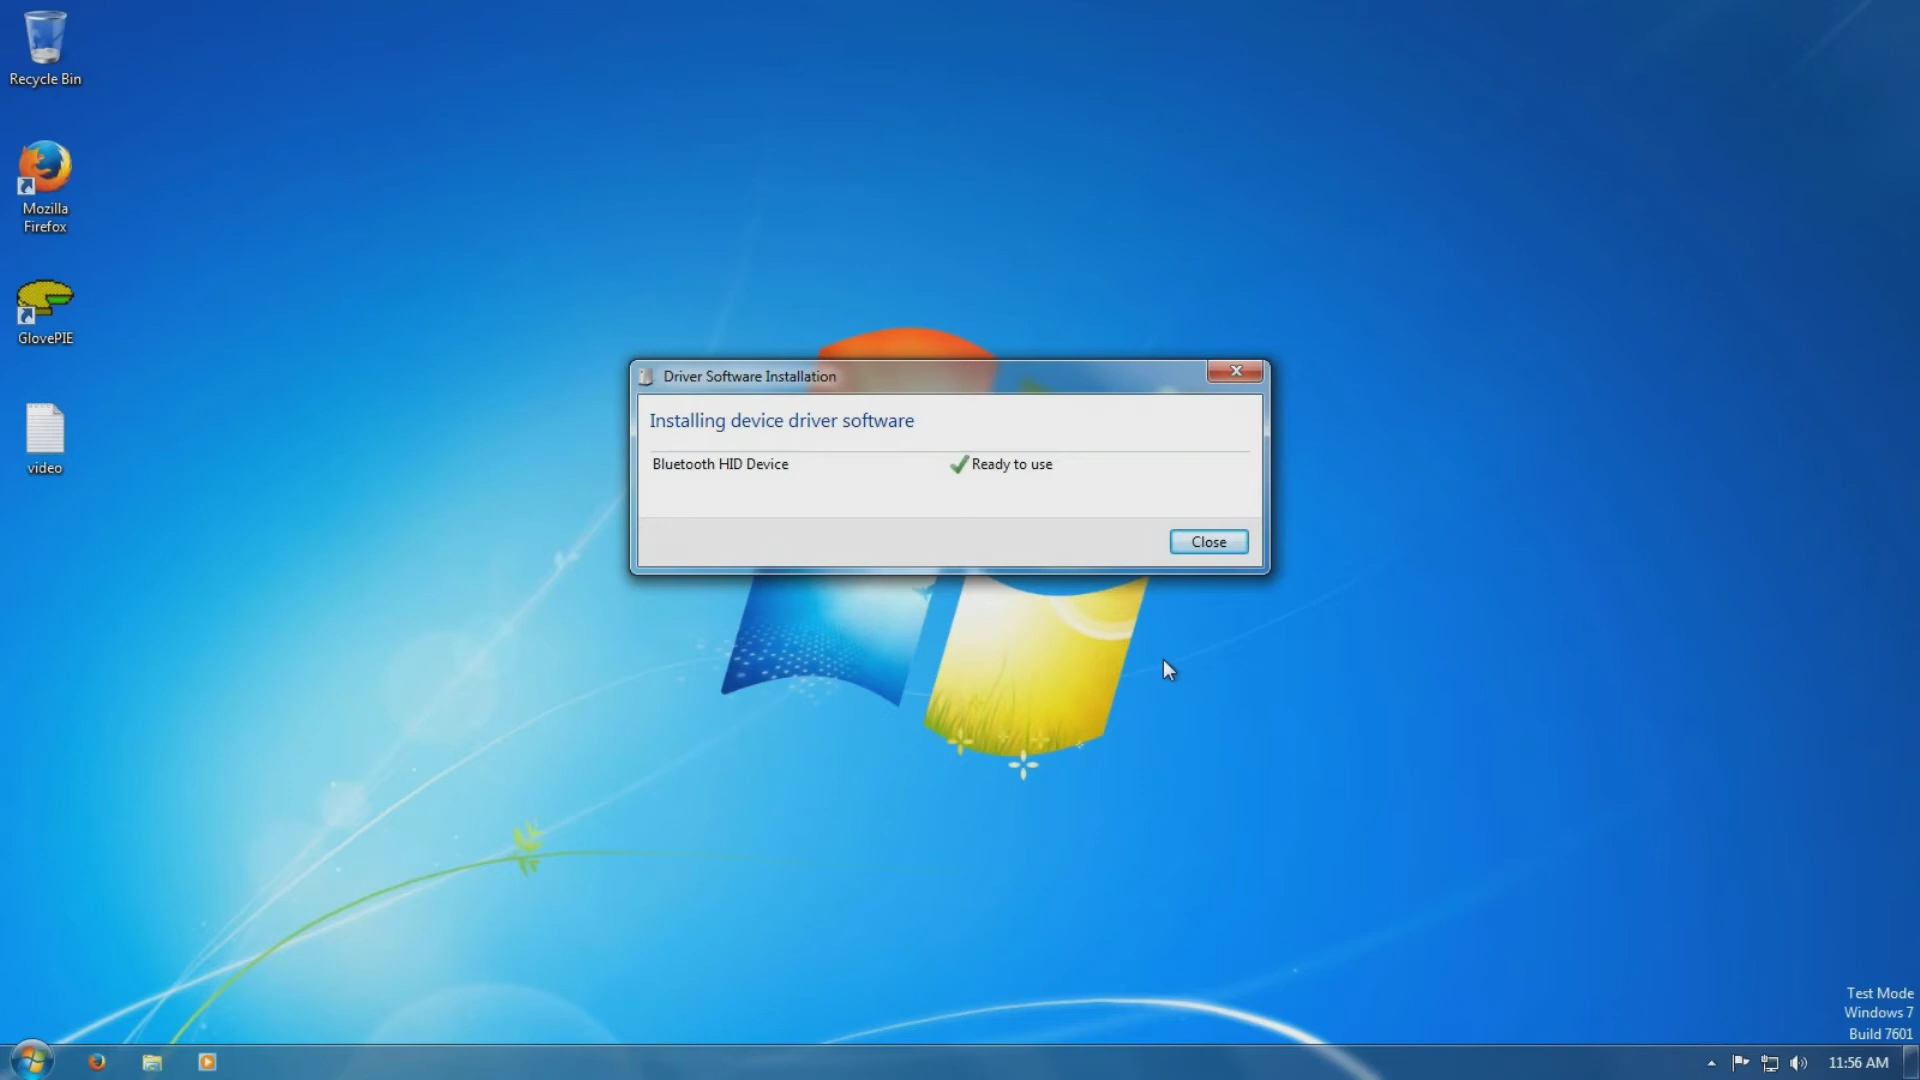 Recycle Bin
Mozilla
Firefox
GlovePIE
video
Driver Software Installation
Installing device driver software
Bluetooth HID Device
Ready to use
Close
Test Mode
Windows 7
Build 7601
11:56 AM